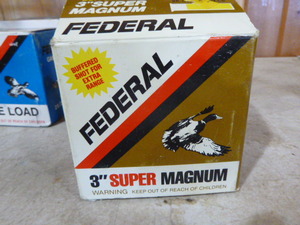 3" SUPER
MAGNUM
FEDERAL
BUFFERED
SHOT FOR
EXTRA
RANGE
FEDERAL
3" SUPER MAGNUM
WARNING KEEP OUT OF REACH OF CHILDREN
E LOAD